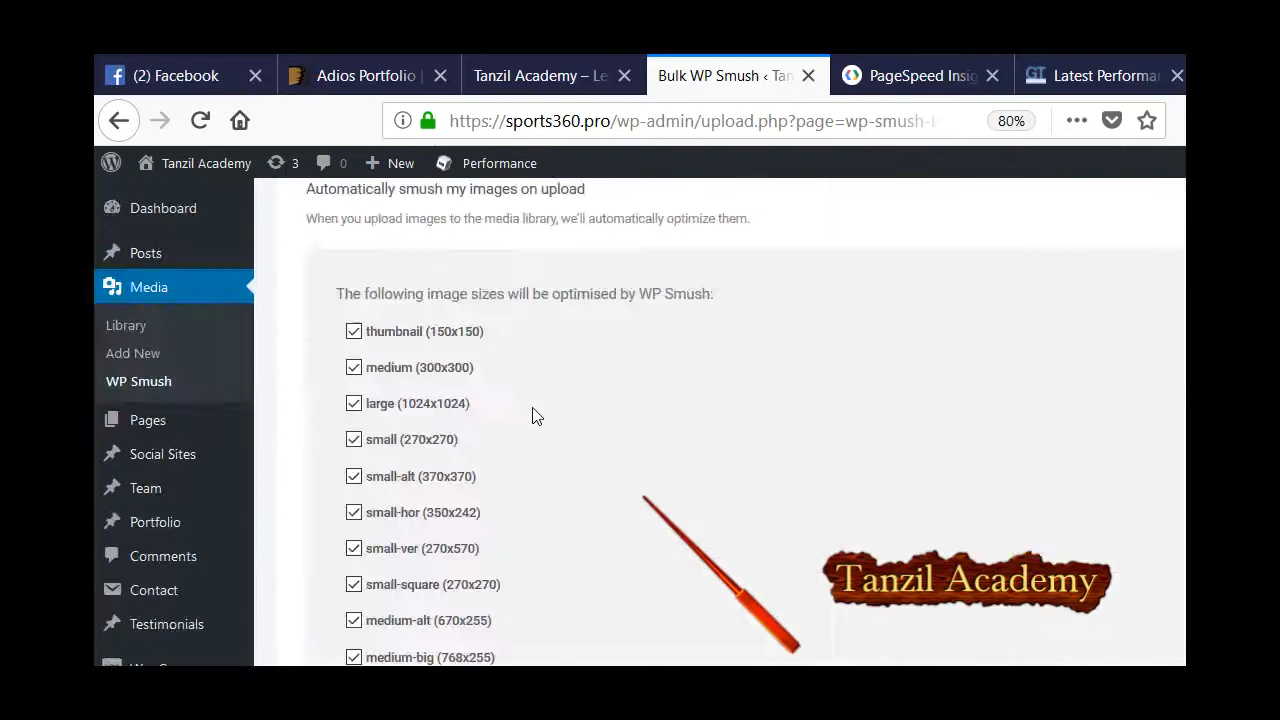 (2) Facebook
Adios Portfolio |
Tanzil Academy – Le
Bulk WP Smush ‹ Tan
PageSpeed Insig
GT Latest Performa
https://sports360.pro/wp-admin/upload.php?page=wp-smush-b
80%
Tanzil Academy
3
0
New
Performance
Dashboard
Posts
Media
Library
Add New
WP Smush
Pages
Social Sites
Team
Portfolio
Comments
Contact
Testimonials
Automatically smush my images on upload
When you upload images to the media library, we'll automatically optimize them.
The following image sizes will be optimised by WP Smush:
thumbnail (150x150)
medium (300x300)
large (1024x1024)
small (270x270)
small-alt (370x370)
small-hor (350x242)
small-ver (270x570)
small-square (270x270)
medium-alt (670x255)
medium-big (768x255)
Tanzil Academy